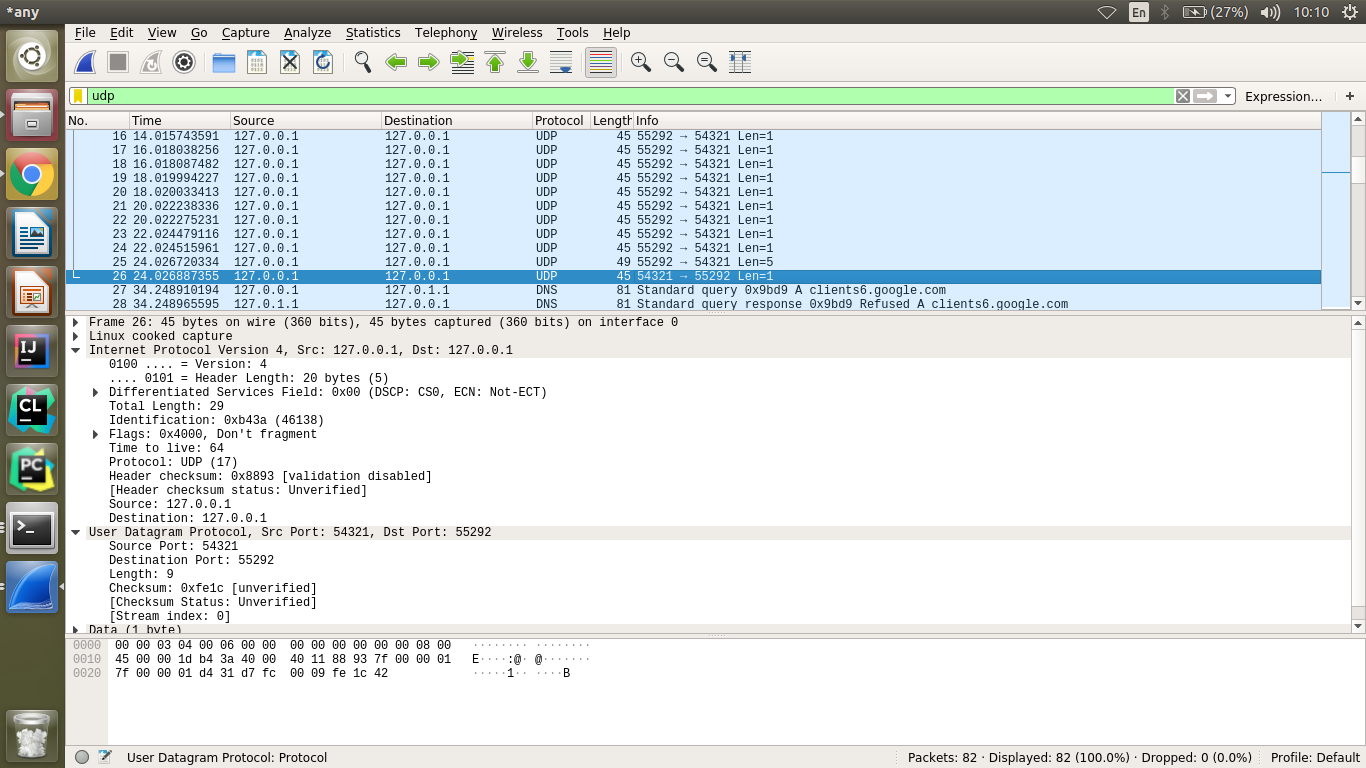 *any
En
(27%)
10:10
File Edit View Go Capture Analyze Statistics Telephony Wireless Tools Help
udp
Expression…
+
No. Time Source Destination Protocol Length Info
16 14.015743591 127.0.0.1 127.0.0.1 UDP 45 55292 → 54321 Len=1
17 16.018038256 127.0.0.1 127.0.0.1 UDP 45 55292 → 54321 Len=1
18 16.018087482 127.0.0.1 127.0.0.1 UDP 45 55292 → 54321 Len=1
19 18.019994227 127.0.0.1 127.0.0.1 UDP 45 55292 → 54321 Len=1
20 18.020033413 127.0.0.1 127.0.0.1 UDP 45 55292 → 54321 Len=1
21 20.022238336 127.0.0.1 127.0.0.1 UDP 45 55292 → 54321 Len=1
22 20.022275231 127.0.0.1 127.0.0.1 UDP 45 55292 → 54321 Len=1
23 22.024479116 127.0.0.1 127.0.0.1 UDP 45 55292 → 54321 Len=1
24 22.024515961 127.0.0.1 127.0.0.1 UDP 45 55292 → 54321 Len=1
25 24.026720334 127.0.0.1 127.0.0.1 UDP 49 55292 → 54321 Len=5
26 24.026887355 127.0.0.1 127.0.0.1 UDP 45 54321 → 55292 Len=1
27 34.248910194 127.0.0.1 127.0.1.1 DNS 81 Standard query 0x9bd9 A clients6.google.com
28 34.248965595 127.0.1.1 127.0.0.1 DNS 81 Standard query response 0x9bd9 Refused A clients6.google.com
Frame 26: 45 bytes on wire (360 bits), 45 bytes captured (360 bits) on interface 0
Linux cooked capture
Internet Protocol Version 4, Src: 127.0.0.1, Dst: 127.0.0.1
0100 .... = Version: 4
.... 0101 = Header Length: 20 bytes (5)
Differentiated Services Field: 0x00 (DSCP: CS0, ECN: Not-ECT)
Total Length: 29
Identification: 0xb43a (46138)
Flags: 0x4000, Don't fragment
Time to live: 64
Protocol: UDP (17)
Header checksum: 0x8893 [validation disabled]
[Header checksum status: Unverified]
Source: 127.0.0.1
Destination: 127.0.0.1
User Datagram Protocol, Src Port: 54321, Dst Port: 55292
Source Port: 54321
Destination Port: 55292
Length: 9
Checksum: 0xfe1c [unverified]
[Checksum Status: Unverified]
[Stream index: 0]
Data (1 byte)
0000 00 00 03 04 00 06 00 00 00 00 00 00 00 00 08 00 ········ ········
0010 45 00 00 1d b4 3a 40 00 40 11 88 93 7f 00 00 01 E····:@· @·······
0020 7f 00 00 01 d4 31 d7 fc 00 09 fe 1c 42 ·····1·· ····B
IJ
CL
PC
>_
User Datagram Protocol: Protocol
Packets: 82 · Displayed: 82 (100.0%) · Dropped: 0 (0.0%)
Profile: Default